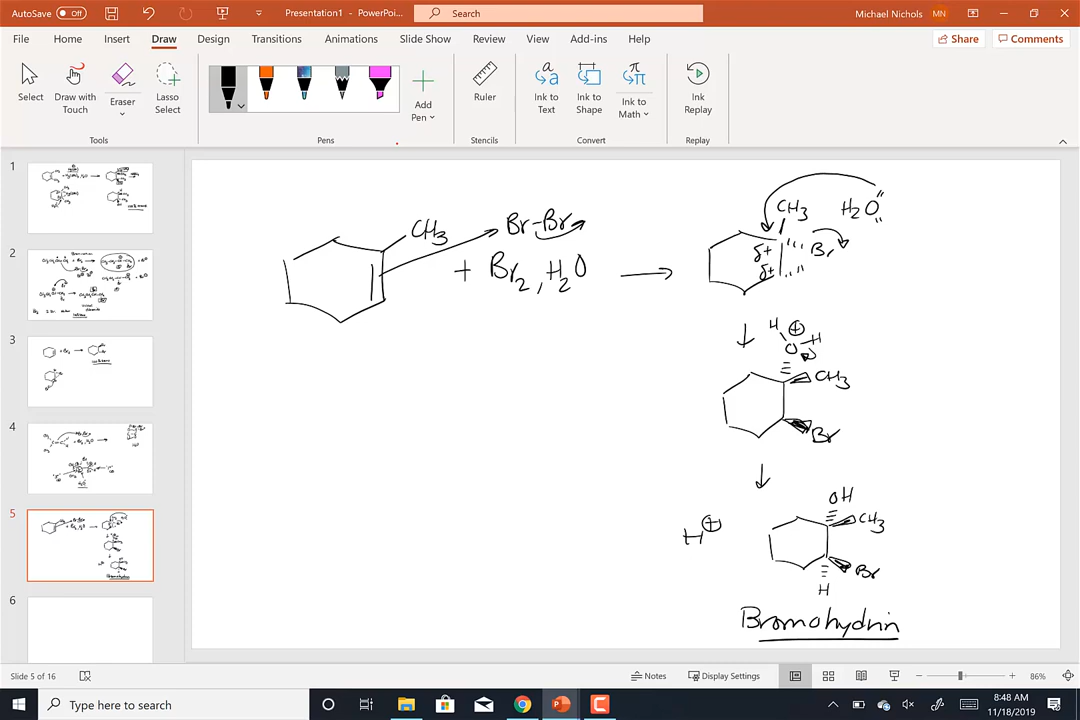 AutoSave Off Presentation1 - PowerPo... Search Michael Nichols MN
File Home Insert Draw Design Transitions Animations Slide Show Review View Add-ins Help Share Comments
Select Draw with Touch Eraser Lasso Select Add Pen Ruler Ink to Text Ink to Shape Ink to Math Ink Replay
Tools Pens Stencils Convert Replay
1
2
3
4
5
6
CH3 Br-Br
+ Br2, H2O
CH3 H2O
δ+ Br
δ+
H ⊕ H
O
CH3
Br
OH
H⊕ CH3
Br
H
Bromohydrin
Slide 5 of 16 Notes Display Settings 86%
Type here to search 8:48 AM
11/18/2019